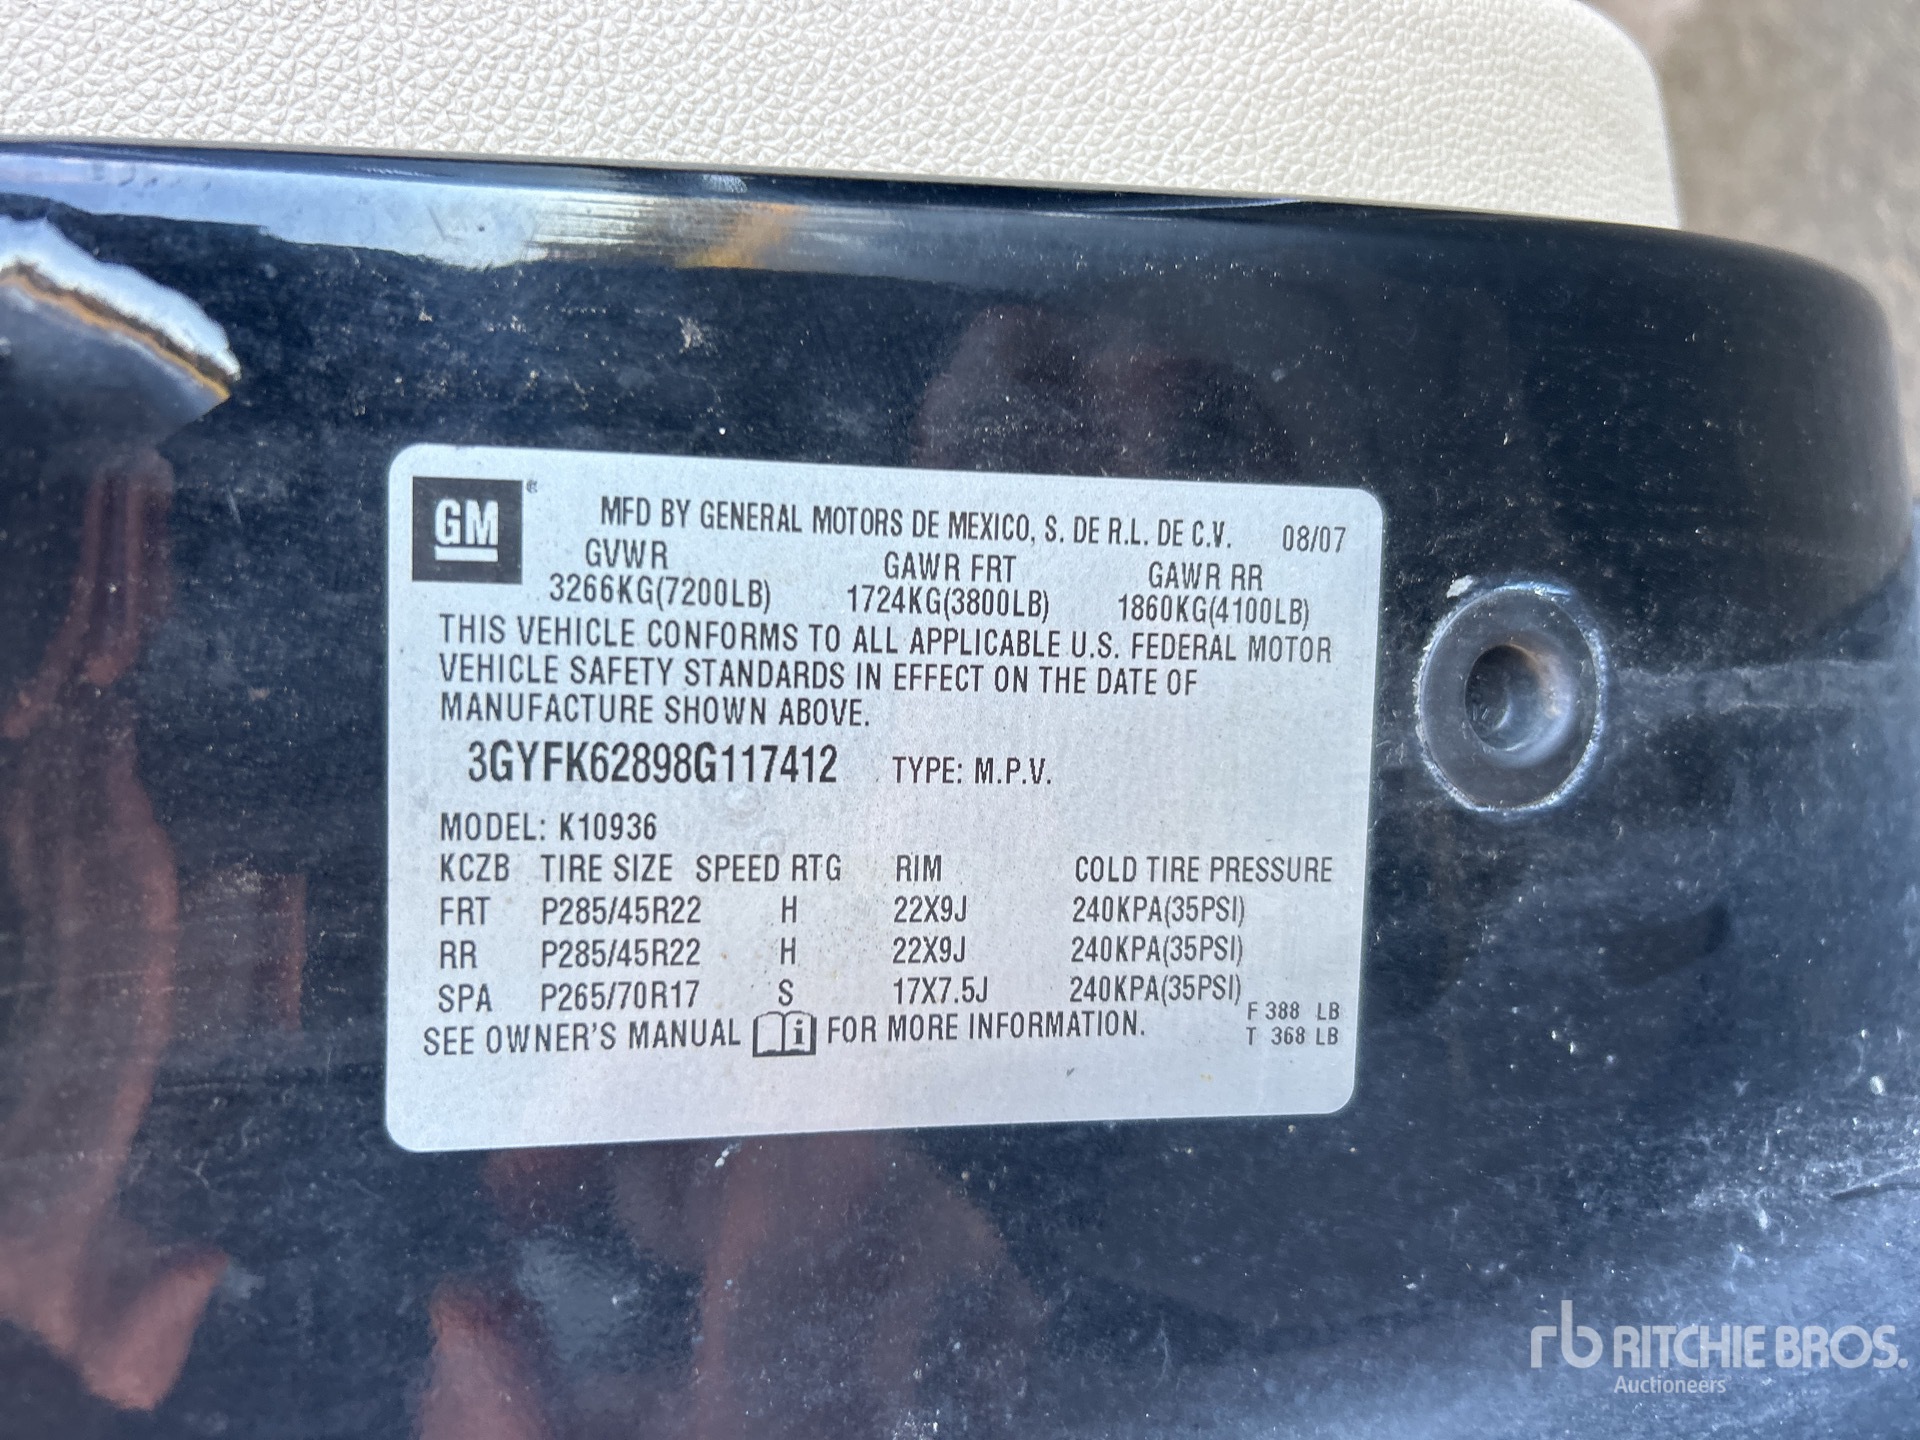 GM ®
MFD BY GENERAL MOTORS DE MEXICO, S. DE R.L. DE C.V. 08/07
GVWR GAWR FRT GAWR RR
3266KG(7200LB) 1724KG(3800LB) 1860KG(4100LB)
THIS VEHICLE CONFORMS TO ALL APPLICABLE U.S. FEDERAL MOTOR
VEHICLE SAFETY STANDARDS IN EFFECT ON THE DATE OF
MANUFACTURE SHOWN ABOVE.
3GYFK62898G117412 TYPE: M.P.V.
MODEL: K10936
KCZB TIRE SIZE SPEED RTG RIM COLD TIRE PRESSURE
FRT P285/45R22 H 22X9J 240KPA(35PSI)
RR P285/45R22 H 22X9J 240KPA(35PSI)
SPA P265/70R17 S 17X7.5J 240KPA(35PSI)
F 388 LB
SEE OWNER'S MANUAL i FOR MORE INFORMATION.
T 368 LB
rb RITCHIE BROS.
Auctioneers